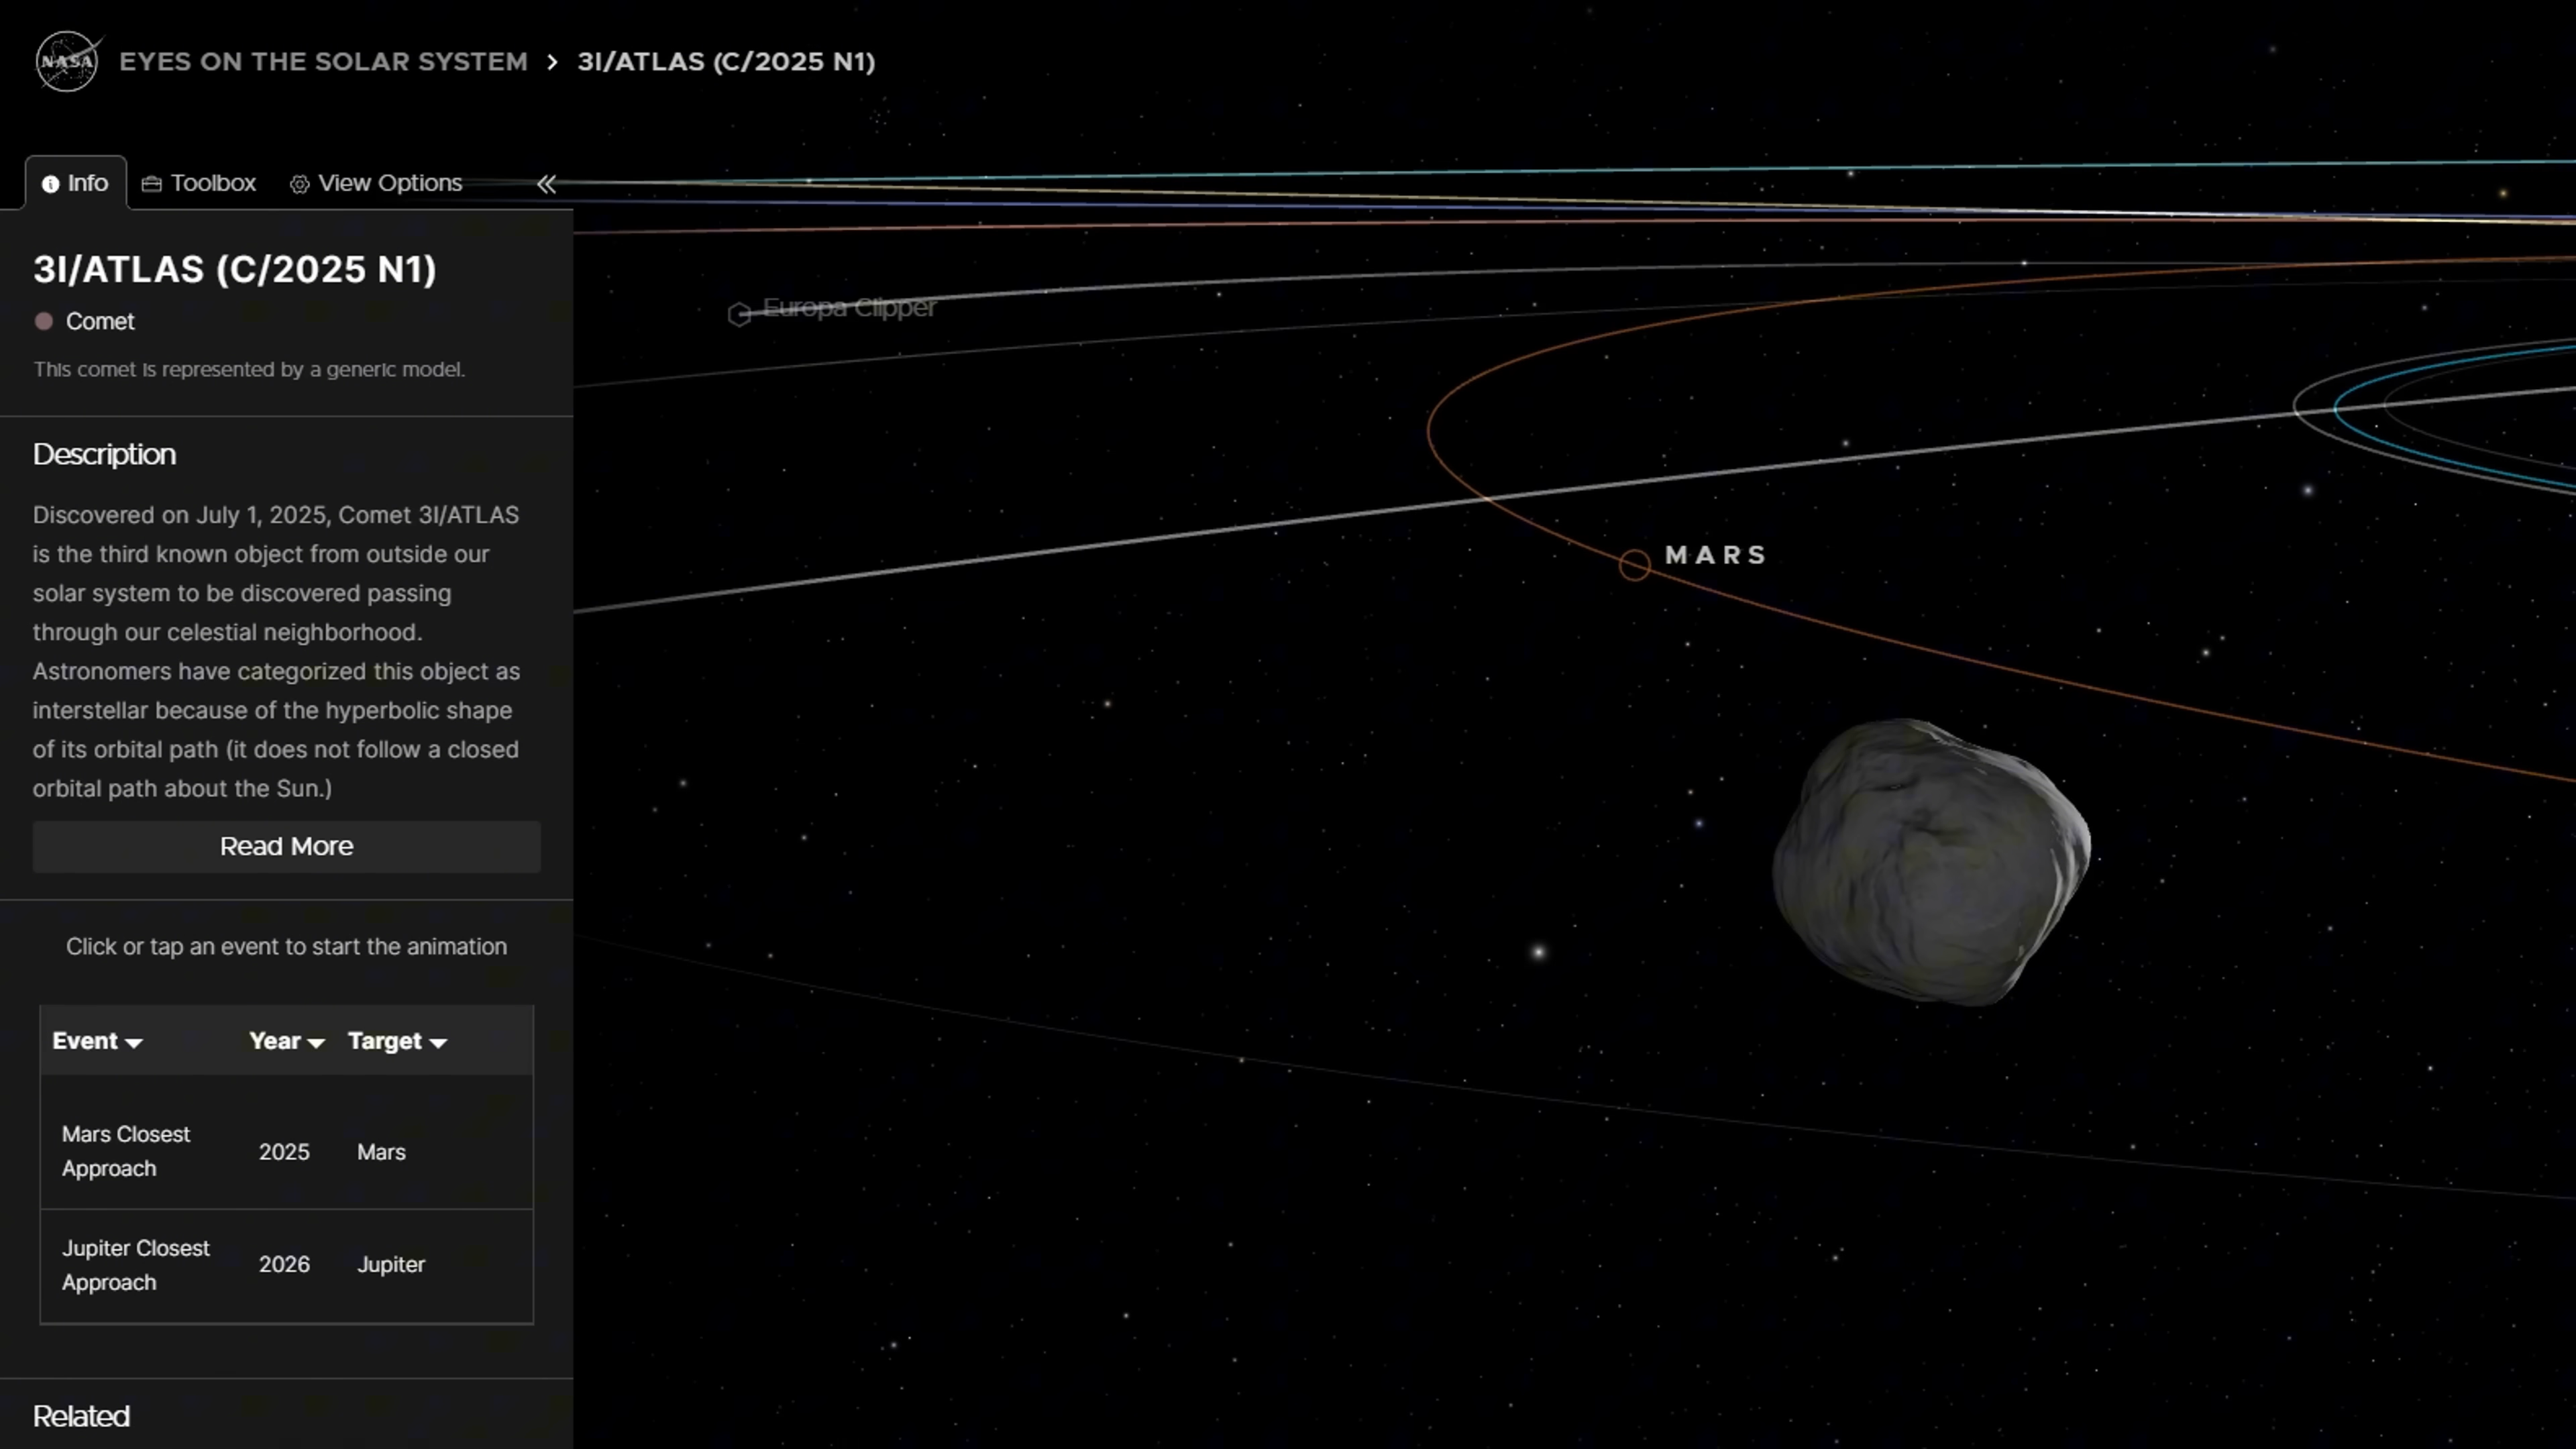 NASA
EYES ON THE SOLAR SYSTEM > 3I/ATLAS (C/2025 N1)
Info Toolbox View Options
3I/ATLAS (C/2025 N1)
Comet
This comet is represented by a generic model.
Description
Discovered on July 1, 2025, Comet 3I/ATLAS
is the third known object from outside our
solar system to be discovered passing
through our celestial neighborhood.
Astronomers have categorized this object as
interstellar because of the hyperbolic shape
of its orbital path (it does not follow a closed
orbital path about the Sun.)
Read More
Click or tap an event to start the animation
Event Year Target
Mars Closest
Approach
2025 Mars
Jupiter Closest
Approach
2026 Jupiter
Related
Europa Clipper
MARS